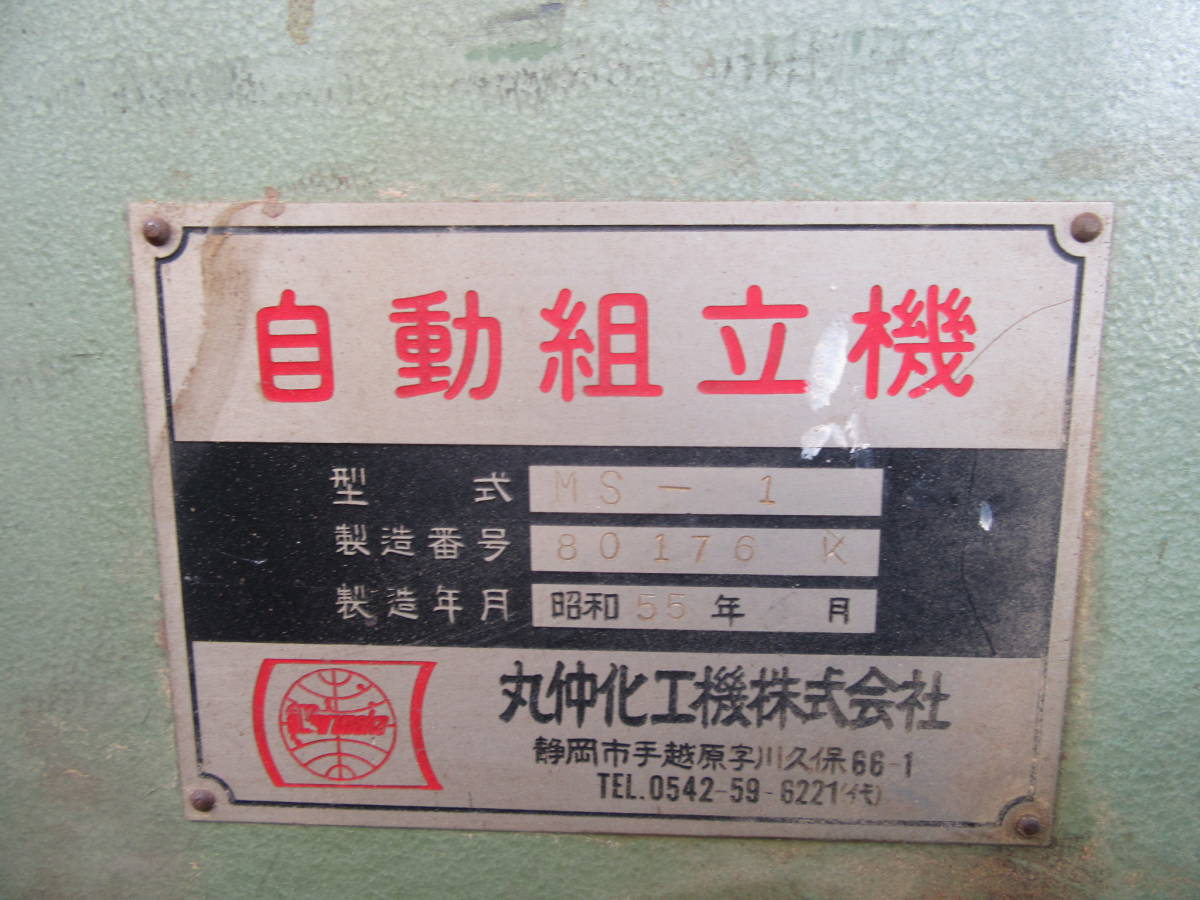 自動組立機
型式 MS-1
製造番号 80176 K
製造年月 昭和55年 月
丸仲化工機株式会社
静岡市手越原字川久保66-1
TEL.0542-59-6221(代)